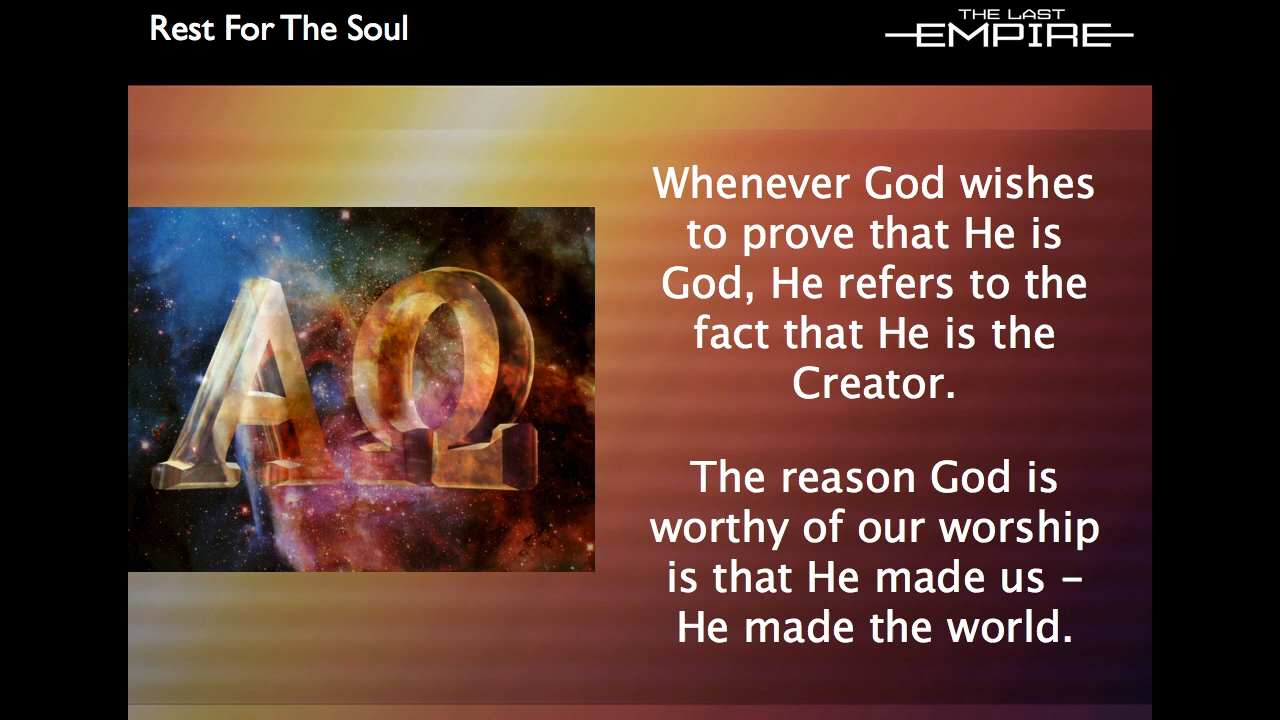 Rest For The Soul
THE LAST
EMPIRE
ΑΩ
Whenever God wishes
to prove that He is
God, He refers to the
fact that He is the
Creator.
The reason God is
worthy of our worship
is that He made us –
He made the world.